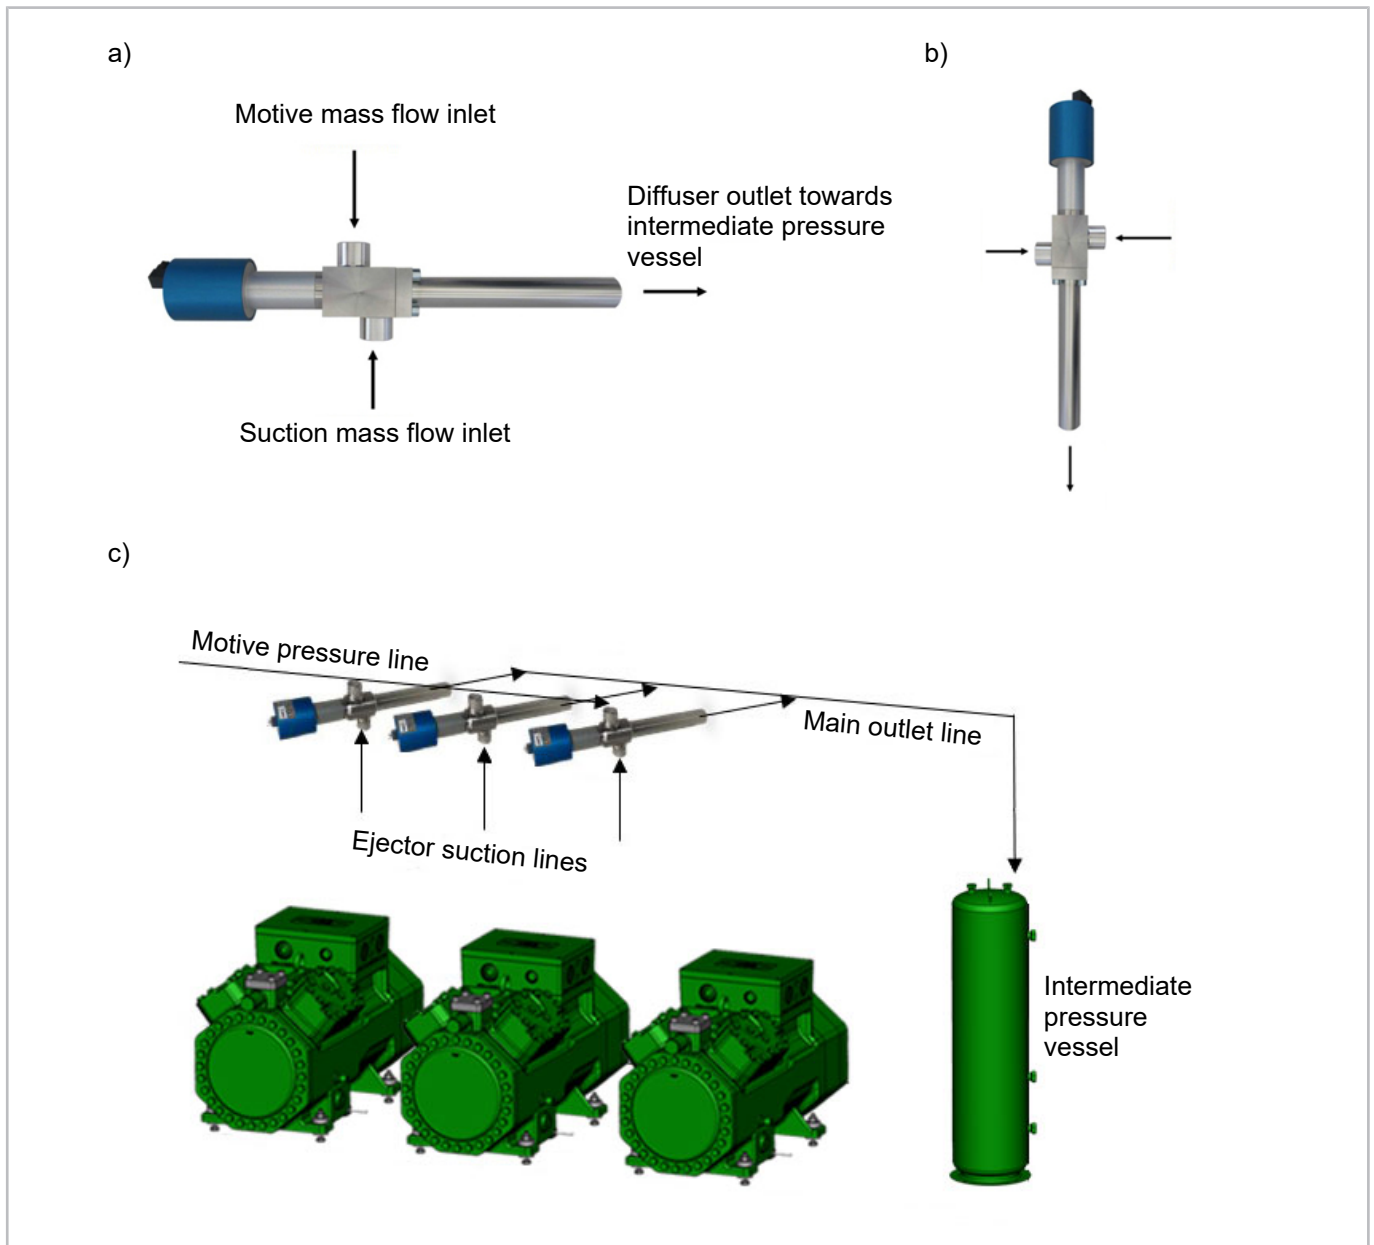 a)
b)
Motive mass flow inlet
Diffuser outlet towards
intermediate pressure
vessel
Suction mass flow inlet
c)
Motive pressure line
Main outlet line
Ejector suction lines
Intermediate
pressure
vessel